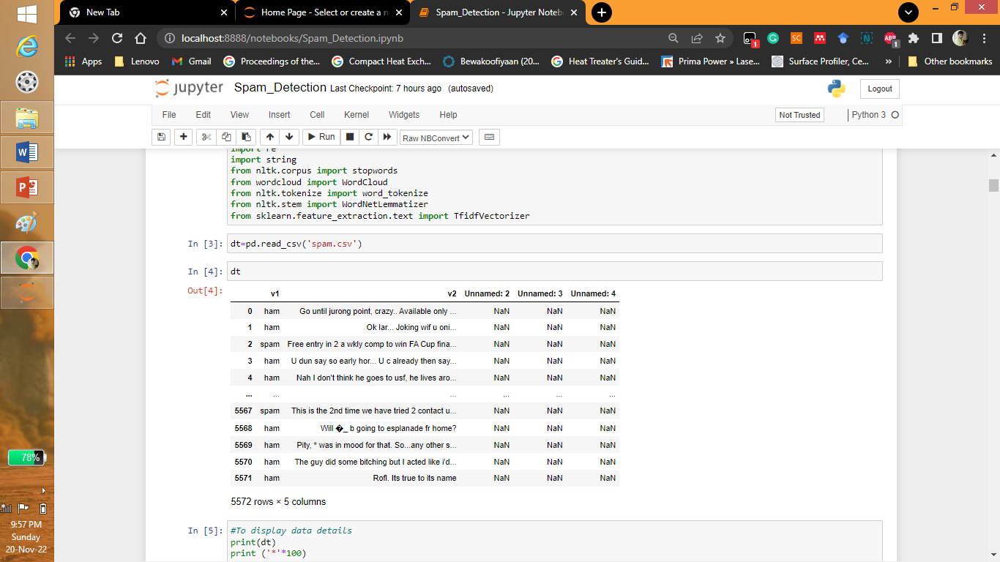 New Tab
Home Page - Select or create a n
Spam_Detection - Jupyter Noteb
localhost:8888/notebooks/Spam_Detection.ipynb
1
G
SC
ABP
1
Apps
Lenovo
Gmail
Proceedings of the...
Compact Heat Exch...
Bewakoofiyaan (20...
Heat Treater's Guid...
Prima Power » Lase...
Surface Profiler, Ce...
»
Other bookmarks
jupyter Spam_Detection Last Checkpoint: 7 hours ago (autosaved)
Logout
File Edit View Insert Cell Kernel Widgets Help
Not Trusted
Python 3
Run
Raw NBConvert
import re
import string
from nltk.corpus import stopwords
from wordcloud import WordCloud
from nltk.tokenize import word_tokenize
from nltk.stem import WordNetLemmatizer
from sklearn.feature_extraction.text import TfidfVectorizer
In [3]: dt=pd.read_csv('spam.csv')
In [4]: dt
Out[4]:
v1 v2 Unnamed: 2 Unnamed: 3 Unnamed: 4
0 ham Go until jurong point, crazy.. Available only ... NaN NaN NaN
1 ham Ok lar... Joking wif u oni... NaN NaN NaN
2 spam Free entry in 2 a wkly comp to win FA Cup fina... NaN NaN NaN
3 ham U dun say so early hor... U c already then say... NaN NaN NaN
4 ham Nah I don't think he goes to usf, he lives aro... NaN NaN NaN
... ... ... ... ... ...
5567 spam This is the 2nd time we have tried 2 contact u... NaN NaN NaN
5568 ham Will �_ b going to esplanade fr home? NaN NaN NaN
5569 ham Pity, * was in mood for that. So...any other s... NaN NaN NaN
5570 ham The guy did some bitching but I acted like i'd... NaN NaN NaN
5571 ham Rofl. Its true to its name NaN NaN NaN
5572 rows × 5 columns
In [5]: #To display data details
print(dt)
print ('*'*100)
78%
9:57 PM
Sunday
20-Nov-22